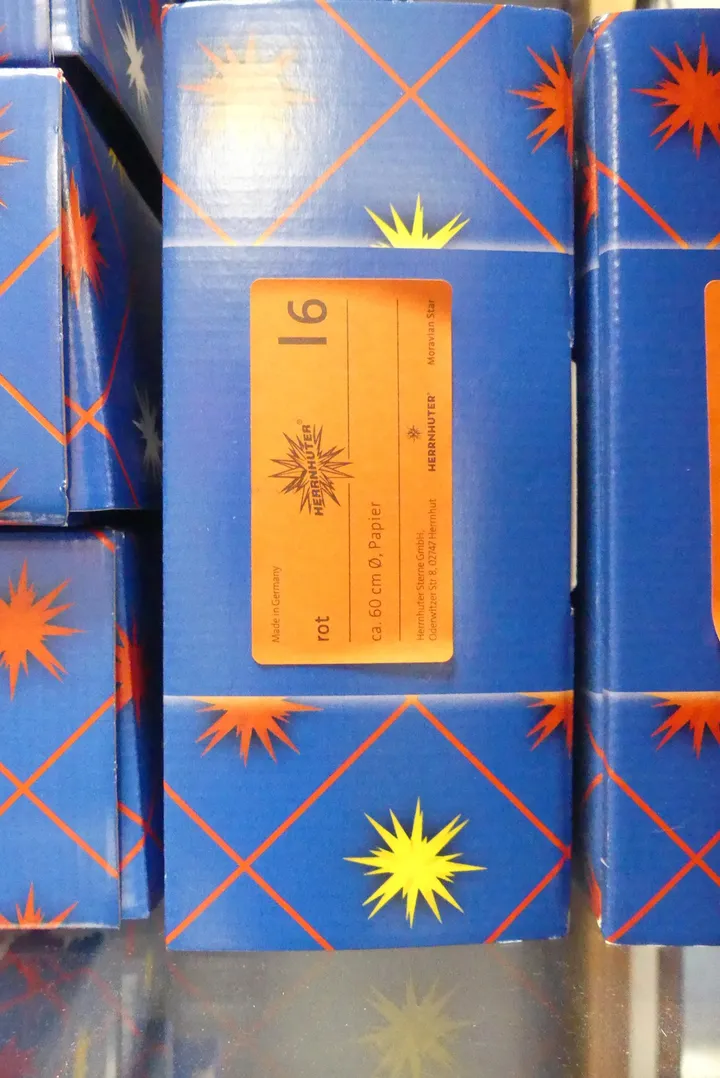 Made in Germany
HERRNHUTER®
I6
rot
ca. 60 cm Ø, Papier
Herrnhuter Sterne GmbH,
Oderwitzer Str. 8, 02747 Herrnhut
HERRNHUTER®
Moravian Star